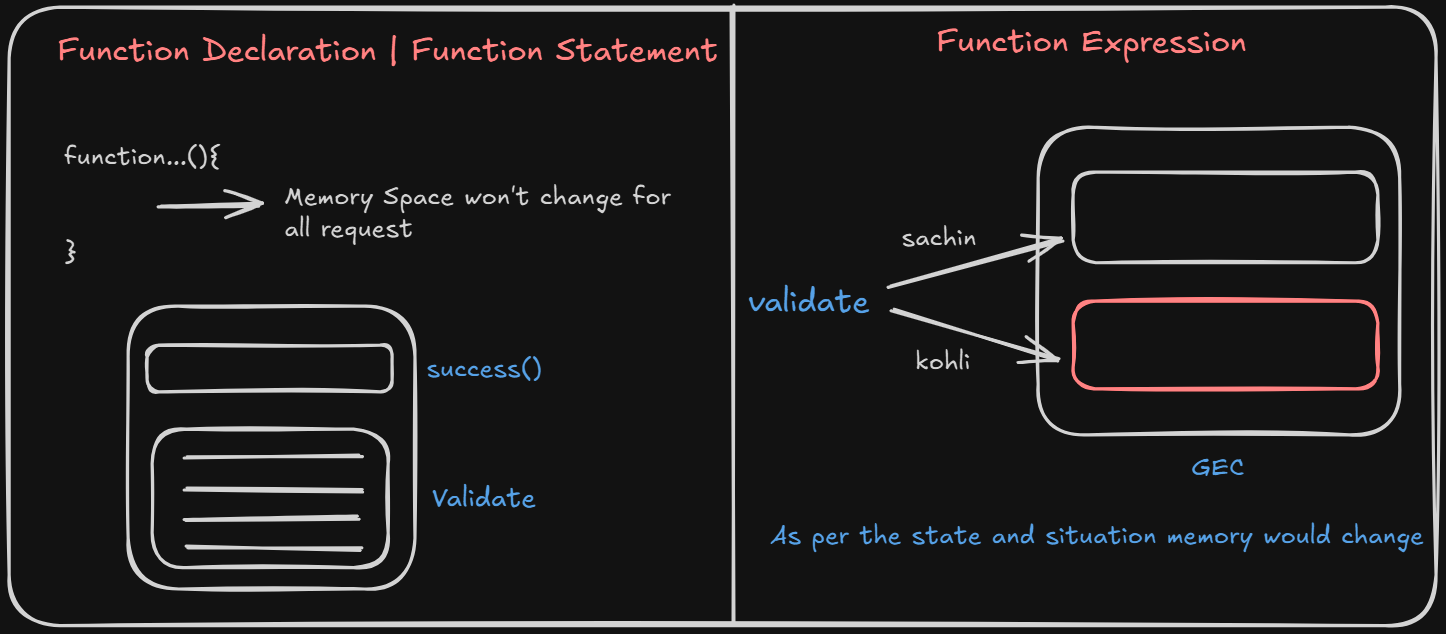 Function Declaration | Function Statement
function...(){
Memory Space won't change for
all request
}
success()
Validate
Function Expression
sachin
validate
kohli
GEC
As per the state and situation memory would change